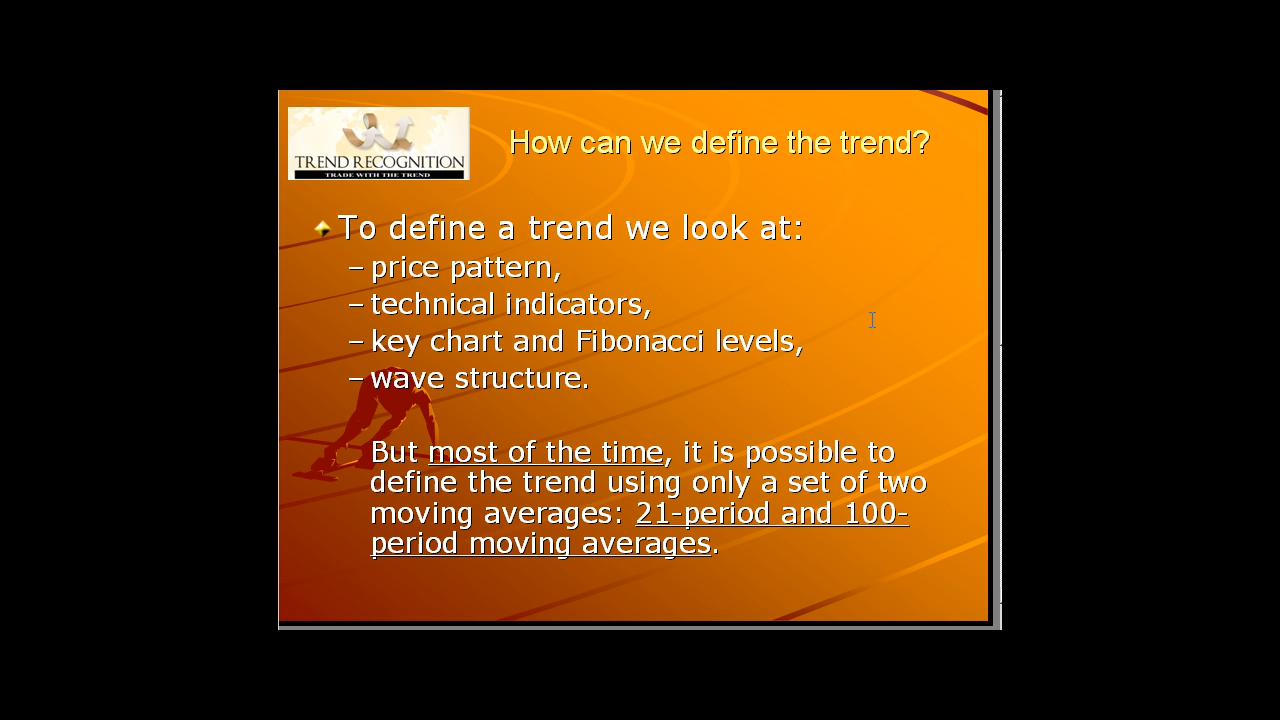 TREND RECOGNITION
TRADE WITH THE TREND
How can we define the trend?
To define a trend we look at:
– price pattern,
– technical indicators,
– key chart and Fibonacci levels,
– wave structure.
But most of the time, it is possible to
define the trend using only a set of two
moving averages: 21-period and 100-
period moving averages.